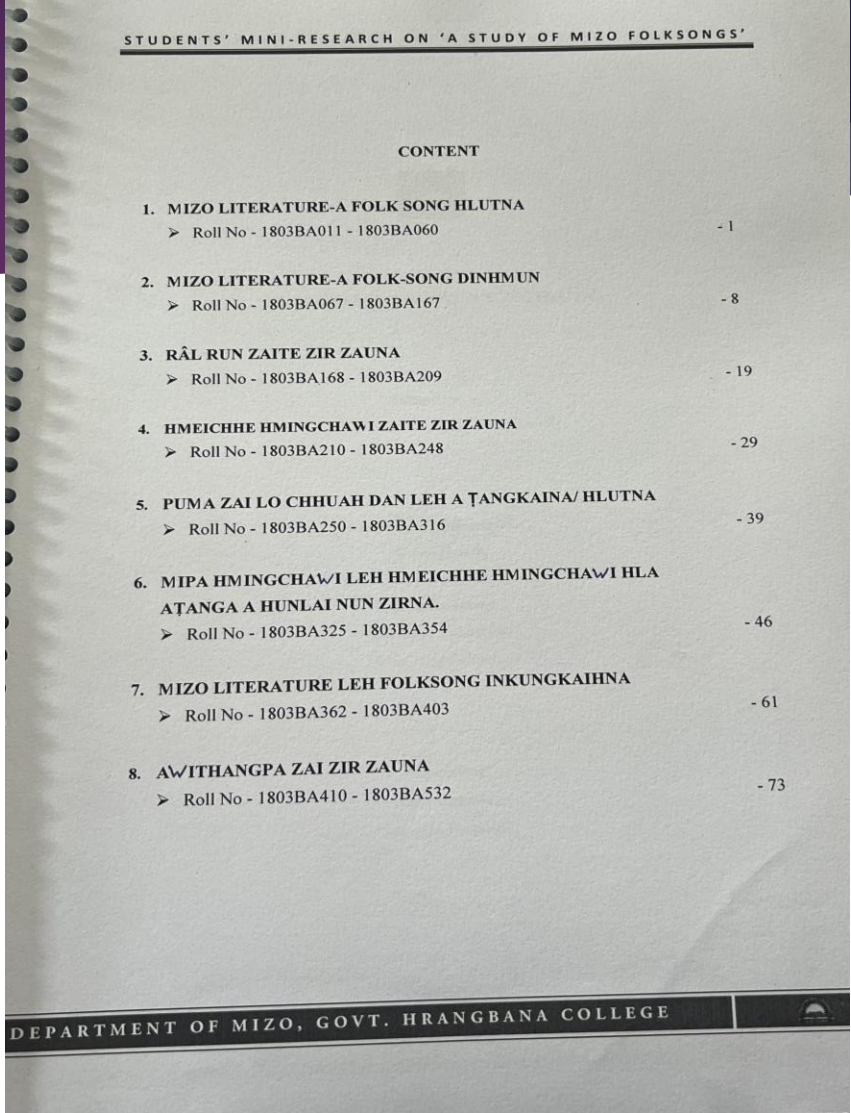 STUDENTS' MINI-RESEARCH ON 'A STUDY OF MIZO FOLKSONGS'
CONTENT
1. MIZO LITERATURE-A FOLK SONG HLUTNA
➢ Roll No - 1803BA011 - 1803BA060 - 1
2. MIZO LITERATURE-A FOLK-SONG DINHMUN
➢ Roll No - 1803BA067 - 1803BA167 - 8
3. RÂL RUN ZAITE ZIR ZAUNA
➢ Roll No - 1803BA168 - 1803BA209 - 19
4. HMEICHHE HMINGCHAWI ZAITE ZIR ZAUNA
➢ Roll No - 1803BA210 - 1803BA248 - 29
5. PUMA ZAI LO CHHUAH DAN LEH A ṬANGKAINA/ HLUTNA
➢ Roll No - 1803BA250 - 1803BA316 - 39
6. MIPA HMINGCHAWI LEH HMEICHHE HMINGCHAWI HLA
AṬANGA A HUNLAI NUN ZIRNA.
➢ Roll No - 1803BA325 - 1803BA354 - 46
7. MIZO LITERATURE LEH FOLKSONG INKUNGKAIHNA
➢ Roll No - 1803BA362 - 1803BA403 - 61
8. AWITHANGPA ZAI ZIR ZAUNA
➢ Roll No - 1803BA410 - 1803BA532 - 73
DEPARTMENT OF MIZO, GOVT. HRANGBANA COLLEGE